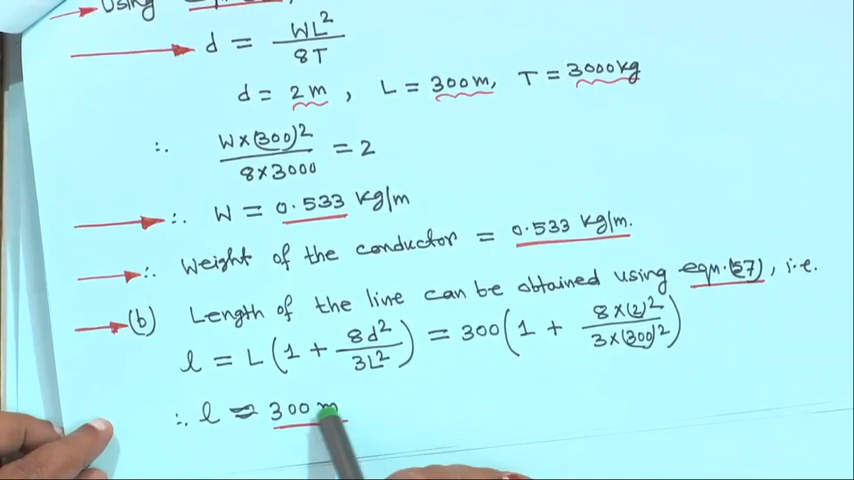 Using
d = WL²/8T
d = 2m, L = 300m, T = 3000kg
∴ W×(300)²/8×3000 = 2
∴ W = 0.533 kg/m
∴ Weight of the conductor = 0.533 kg/m.
(b) Length of the line can be obtained using eqn.(57), i.e.
l = L(1 + 8d²/3L²) = 300(1 + 8×(2)²/3×(300)²)
∴ l ≃ 300m